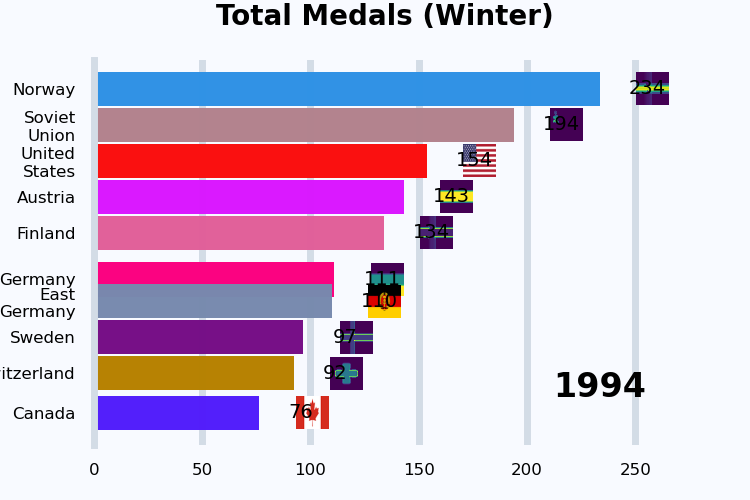 Total Medals (Winter)
Norway 234
Soviet
Union 194
United
States 154
Austria 143
Finland 134
Germany 111
East
Germany 110
Sweden 97
itzerland 92
Canada 76
1994
0 50 100 150 200 250